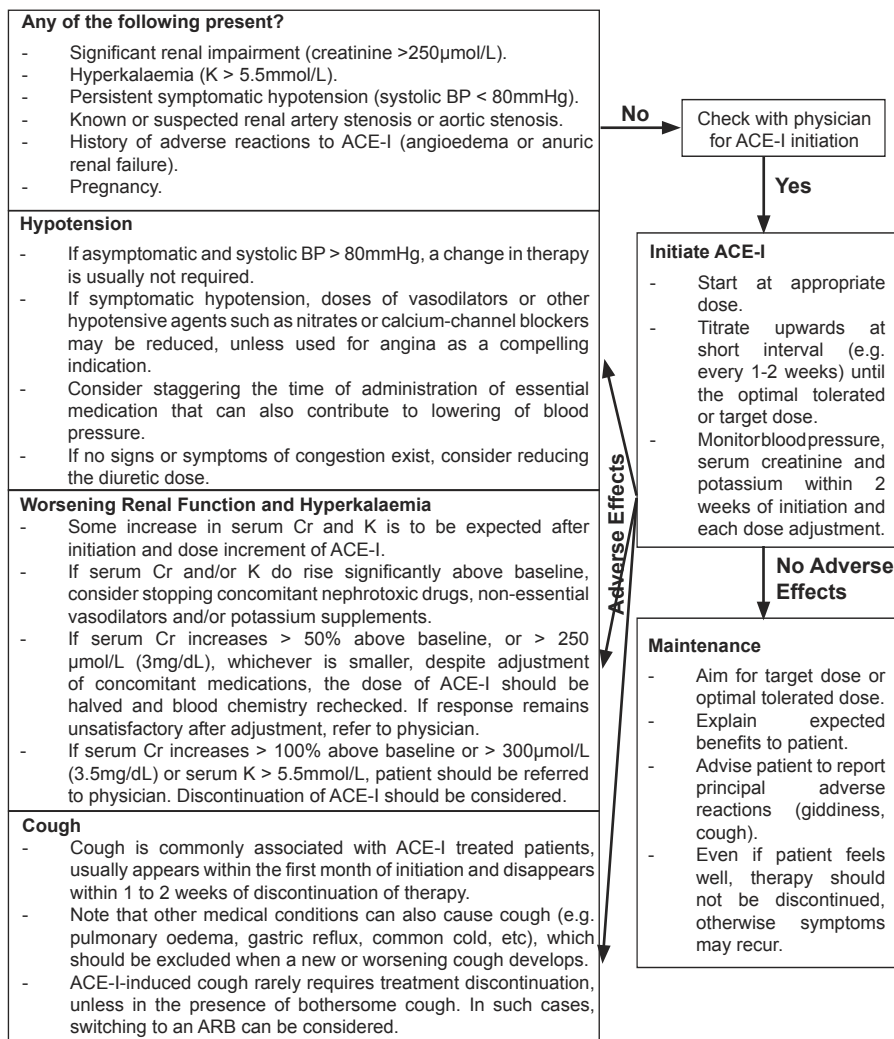 Any of the following present?
- Significant renal impairment (creatinine >250µmol/L).
- Hyperkalaemia (K > 5.5mmol/L).
- Persistent symptomatic hypotension (systolic BP < 80mmHg).
- Known or suspected renal artery stenosis or aortic stenosis.
- History of adverse reactions to ACE-I (angioedema or anuric
renal failure).
- Pregnancy.
No
Check with physician
for ACE-I initiation
Yes
Hypotension
- If asymptomatic and systolic BP > 80mmHg, a change in therapy
is usually not required.
- If symptomatic hypotension, doses of vasodilators or other
hypotensive agents such as nitrates or calcium-channel blockers
may be reduced, unless used for angina as a compelling
indication.
- Consider staggering the time of administration of essential
medication that can also contribute to lowering of blood
pressure.
- If no signs or symptoms of congestion exist, consider reducing
the diuretic dose.
Worsening Renal Function and Hyperkalaemia
- Some increase in serum Cr and K is to be expected after
initiation and dose increment of ACE-I.
- If serum Cr and/or K do rise significantly above baseline,
consider stopping concomitant nephrotoxic drugs, non-essential
vasodilators and/or potassium supplements.
- If serum Cr increases > 50% above baseline, or > 250
µmol/L (3mg/dL), whichever is smaller, despite adjustment
of concomitant medications, the dose of ACE-I should be
halved and blood chemistry rechecked. If response remains
unsatisfactory after adjustment, refer to physician.
- If serum Cr increases > 100% above baseline or > 300µmol/L
(3.5mg/dL) or serum K > 5.5mmol/L, patient should be referred
to physician. Discontinuation of ACE-I should be considered.
Cough
- Cough is commonly associated with ACE-I treated patients,
usually appears within the first month of initiation and disappears
within 1 to 2 weeks of discontinuation of therapy.
- Note that other medical conditions can also cause cough (e.g.
pulmonary oedema, gastric reflux, common cold, etc), which
should be excluded when a new or worsening cough develops.
- ACE-I-induced cough rarely requires treatment discontinuation,
unless in the presence of bothersome cough. In such cases,
switching to an ARB can be considered.
Adverse Effects
Initiate ACE-I
- Start at appropriate
dose.
- Titrate upwards at
short interval (e.g.
every 1-2 weeks) until
the optimal tolerated
or target dose.
- Monitor blood pressure,
serum creatinine and
potassium within 2
weeks of initiation and
each dose adjustment.
No Adverse
Effects
Maintenance
- Aim for target dose or
optimal tolerated dose.
- Explain expected
benefits to patient.
- Advise patient to report
principal adverse
reactions (giddiness,
cough).
- Even if patient feels
well, therapy should
not be discontinued,
otherwise symptoms
may recur.